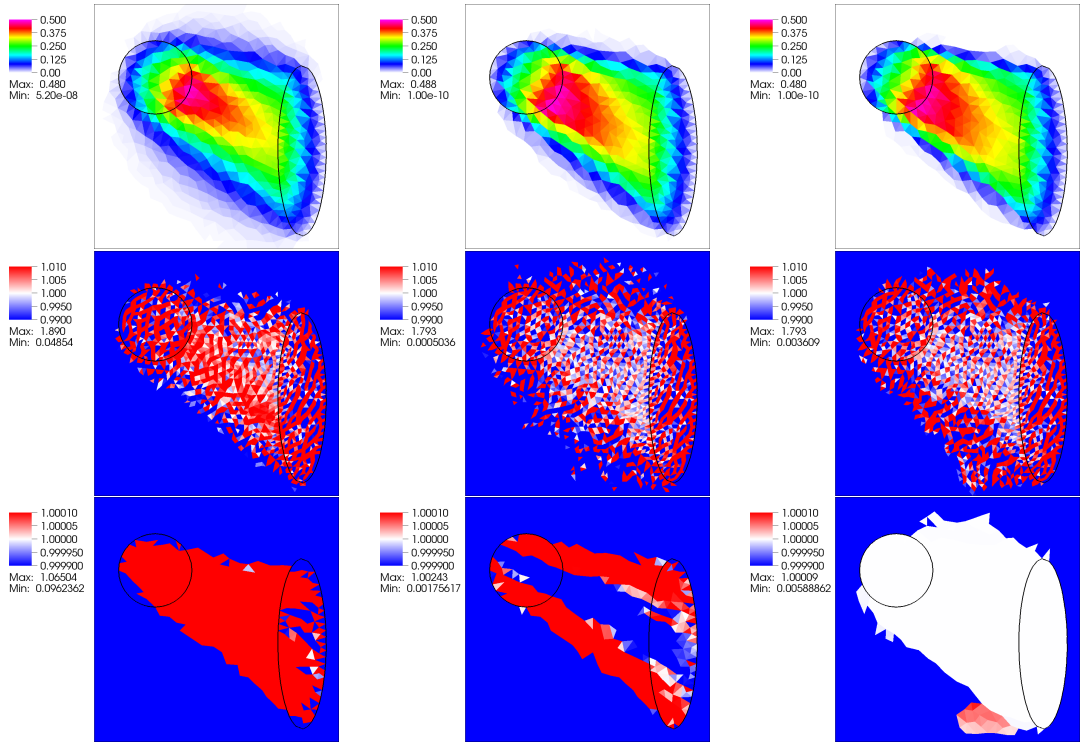 0.500
0.375
0.250
0.125
0.00
Max: 0.480
Min: 5.20e-08
0.500
0.375
0.250
0.125
0.00
Max: 0.488
Min: 1.00e-10
0.500
0.375
0.250
0.125
0.00
Max: 0.480
Min: 1.00e-10
1.010
1.005
1.000
0.9950
0.9900
Max: 1.890
Min: 0.04854
1.010
1.005
1.000
0.9950
0.9900
Max: 1.793
Min: 0.0005036
1.010
1.005
1.000
0.9950
0.9900
Max: 1.793
Min: 0.003609
1.00010
1.00005
1.00000
0.999950
0.999900
Max: 1.06504
Min: 0.0962362
1.00010
1.00005
1.00000
0.999950
0.999900
Max: 1.00243
Min: 0.00175617
1.00010
1.00005
1.00000
0.999950
0.999900
Max: 1.00009
Min: 0.00588862